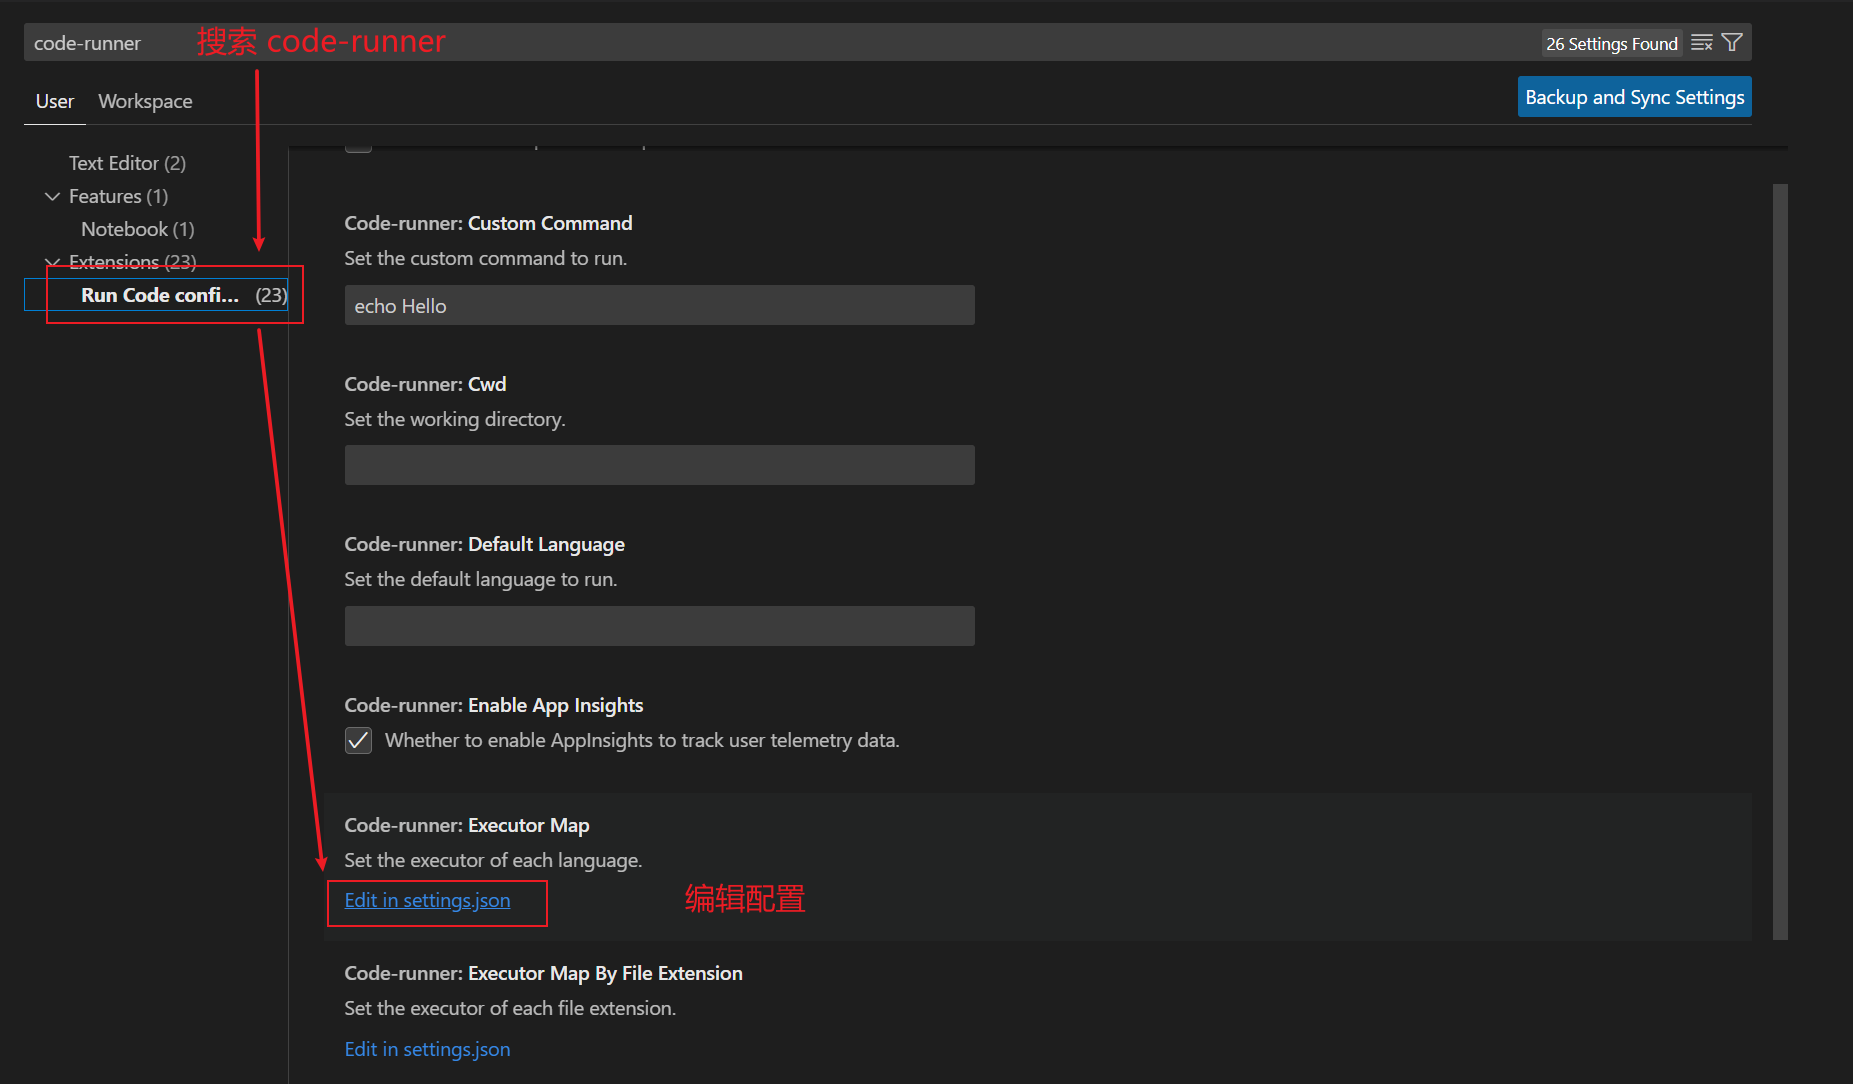 code-runner
搜索 code-runner
26 Settings Found
User
Workspace
Backup and Sync Settings
Text Editor (2)
Features (1)
Notebook (1)
Extensions (23)
Run Code confi... (23)
Code-runner: Custom Command
Set the custom command to run.
echo Hello
Code-runner: Cwd
Set the working directory.
Code-runner: Default Language
Set the default language to run.
Code-runner: Enable App Insights
Whether to enable AppInsights to track user telemetry data.
Code-runner: Executor Map
Set the executor of each language.
Edit in settings.json
编辑配置
Code-runner: Executor Map By File Extension
Set the executor of each file extension.
Edit in settings.json